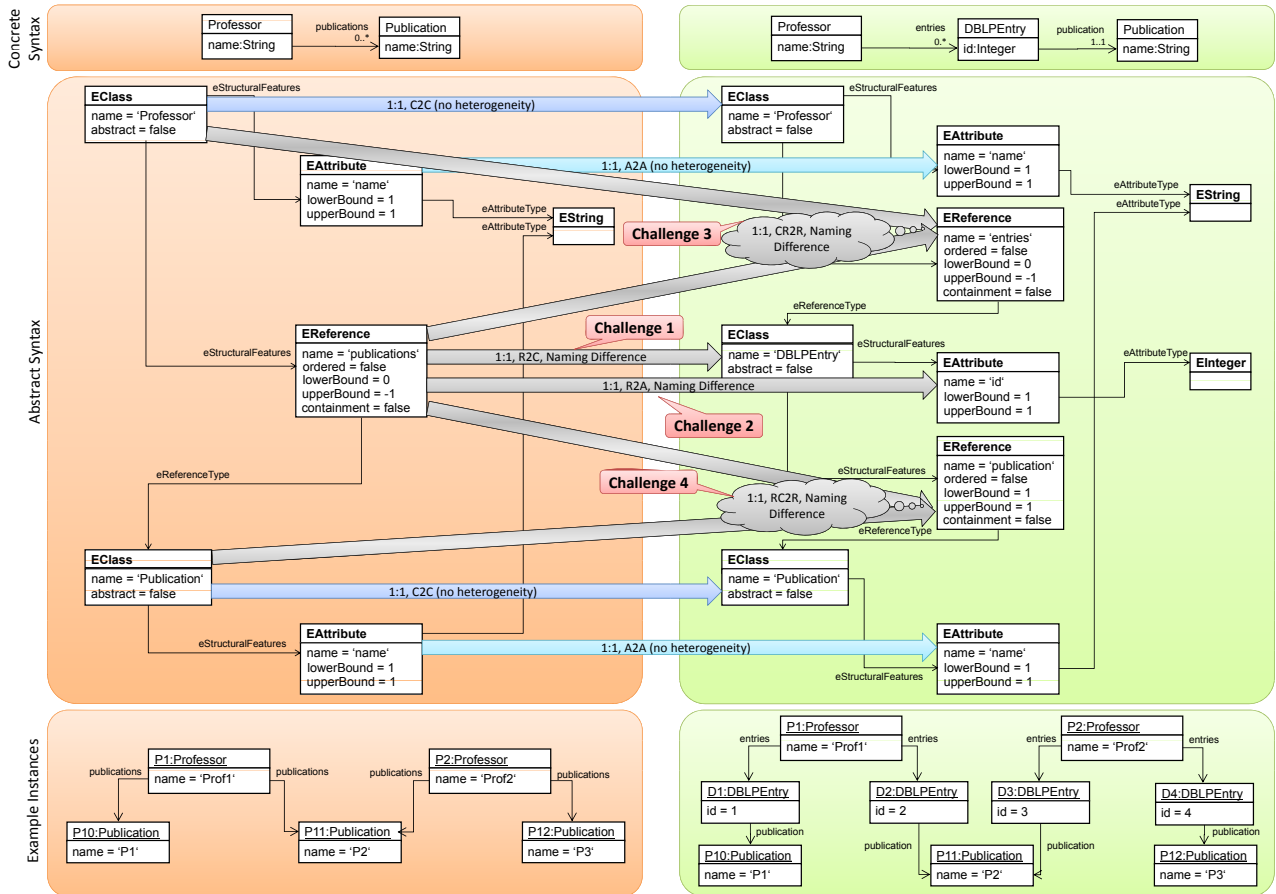 Concrete
Syntax
Professor
name:String
publications
0..*
Publication
name:String
Professor
name:String
entries
0.*
DBLPEntry
id:Integer
publication
1..1
Publication
name:String
Abstract Syntax
EClass
name = ‘Professor‘
abstract = false
eStructuralFeatures
1:1, C2C (no heterogeneity)
EClass
name = ‘Professor‘
abstract = false
eStructuralFeatures
EAttribute
name = ‘name‘
lowerBound = 1
upperBound = 1
1:1, A2A (no heterogeneity)
EAttribute
name = ‘name‘
lowerBound = 1
upperBound = 1
eAttributeType
eAttributeType
EString
eAttributeType
eAttributeType
EString
Challenge 3
1:1, CR2R, Naming
Difference
EReference
name = ‘entries‘
ordered = false
lowerBound = 0
upperBound = -1
containment = false
eReferenceType
EReference
name = ‘publications‘
ordered = false
lowerBound = 0
upperBound = -1
containment = false
eStructuralFeatures
Challenge 1
1:1, R2C, Naming Difference
EClass
name = ‘DBLPEntry‘
abstract = false
eStructuralFeatures
1:1, R2A, Naming Difference
Challenge 2
EAttribute
name = ‘id‘
lowerBound = 1
upperBound = 1
eAttributeType
EInteger
eReferenceType
Challenge 4
1:1, RC2R, Naming
Difference
eStructuralFeatures
EReference
name = ‘publication‘
ordered = false
lowerBound = 1
upperBound = 1
containment = false
eReferenceType
EClass
name = ‘Publication‘
abstract = false
1:1, C2C (no heterogeneity)
EClass
name = ‘Publication‘
abstract = false
eStructuralFeatures
EAttribute
name = ‘name‘
lowerBound = 1
upperBound = 1
1:1, A2A (no heterogeneity)
eStructuralFeatures
EAttribute
name = ‘name‘
lowerBound = 1
upperBound = 1
Example Instances
P1:Professor
name = ‘Prof1‘
publications
publications
P2:Professor
name = ‘Prof2‘
publications
publications
P10:Publication
name = ‘P1‘
P11:Publication
name = ‘P2‘
P12:Publication
name = ‘P3‘
P1:Professor
name = ‘Prof1‘
entries
entries
P2:Professor
name = ‘Prof2‘
entries
entries
D1:DBLPEntry
id = 1
D2:DBLPEntry
id = 2
D3:DBLPEntry
id = 3
D4:DBLPEntry
id = 4
publication
publication
publication
publication
P10:Publication
name = ‘P1‘
P11:Publication
name = ‘P2‘
P12:Publication
name = ‘P3‘